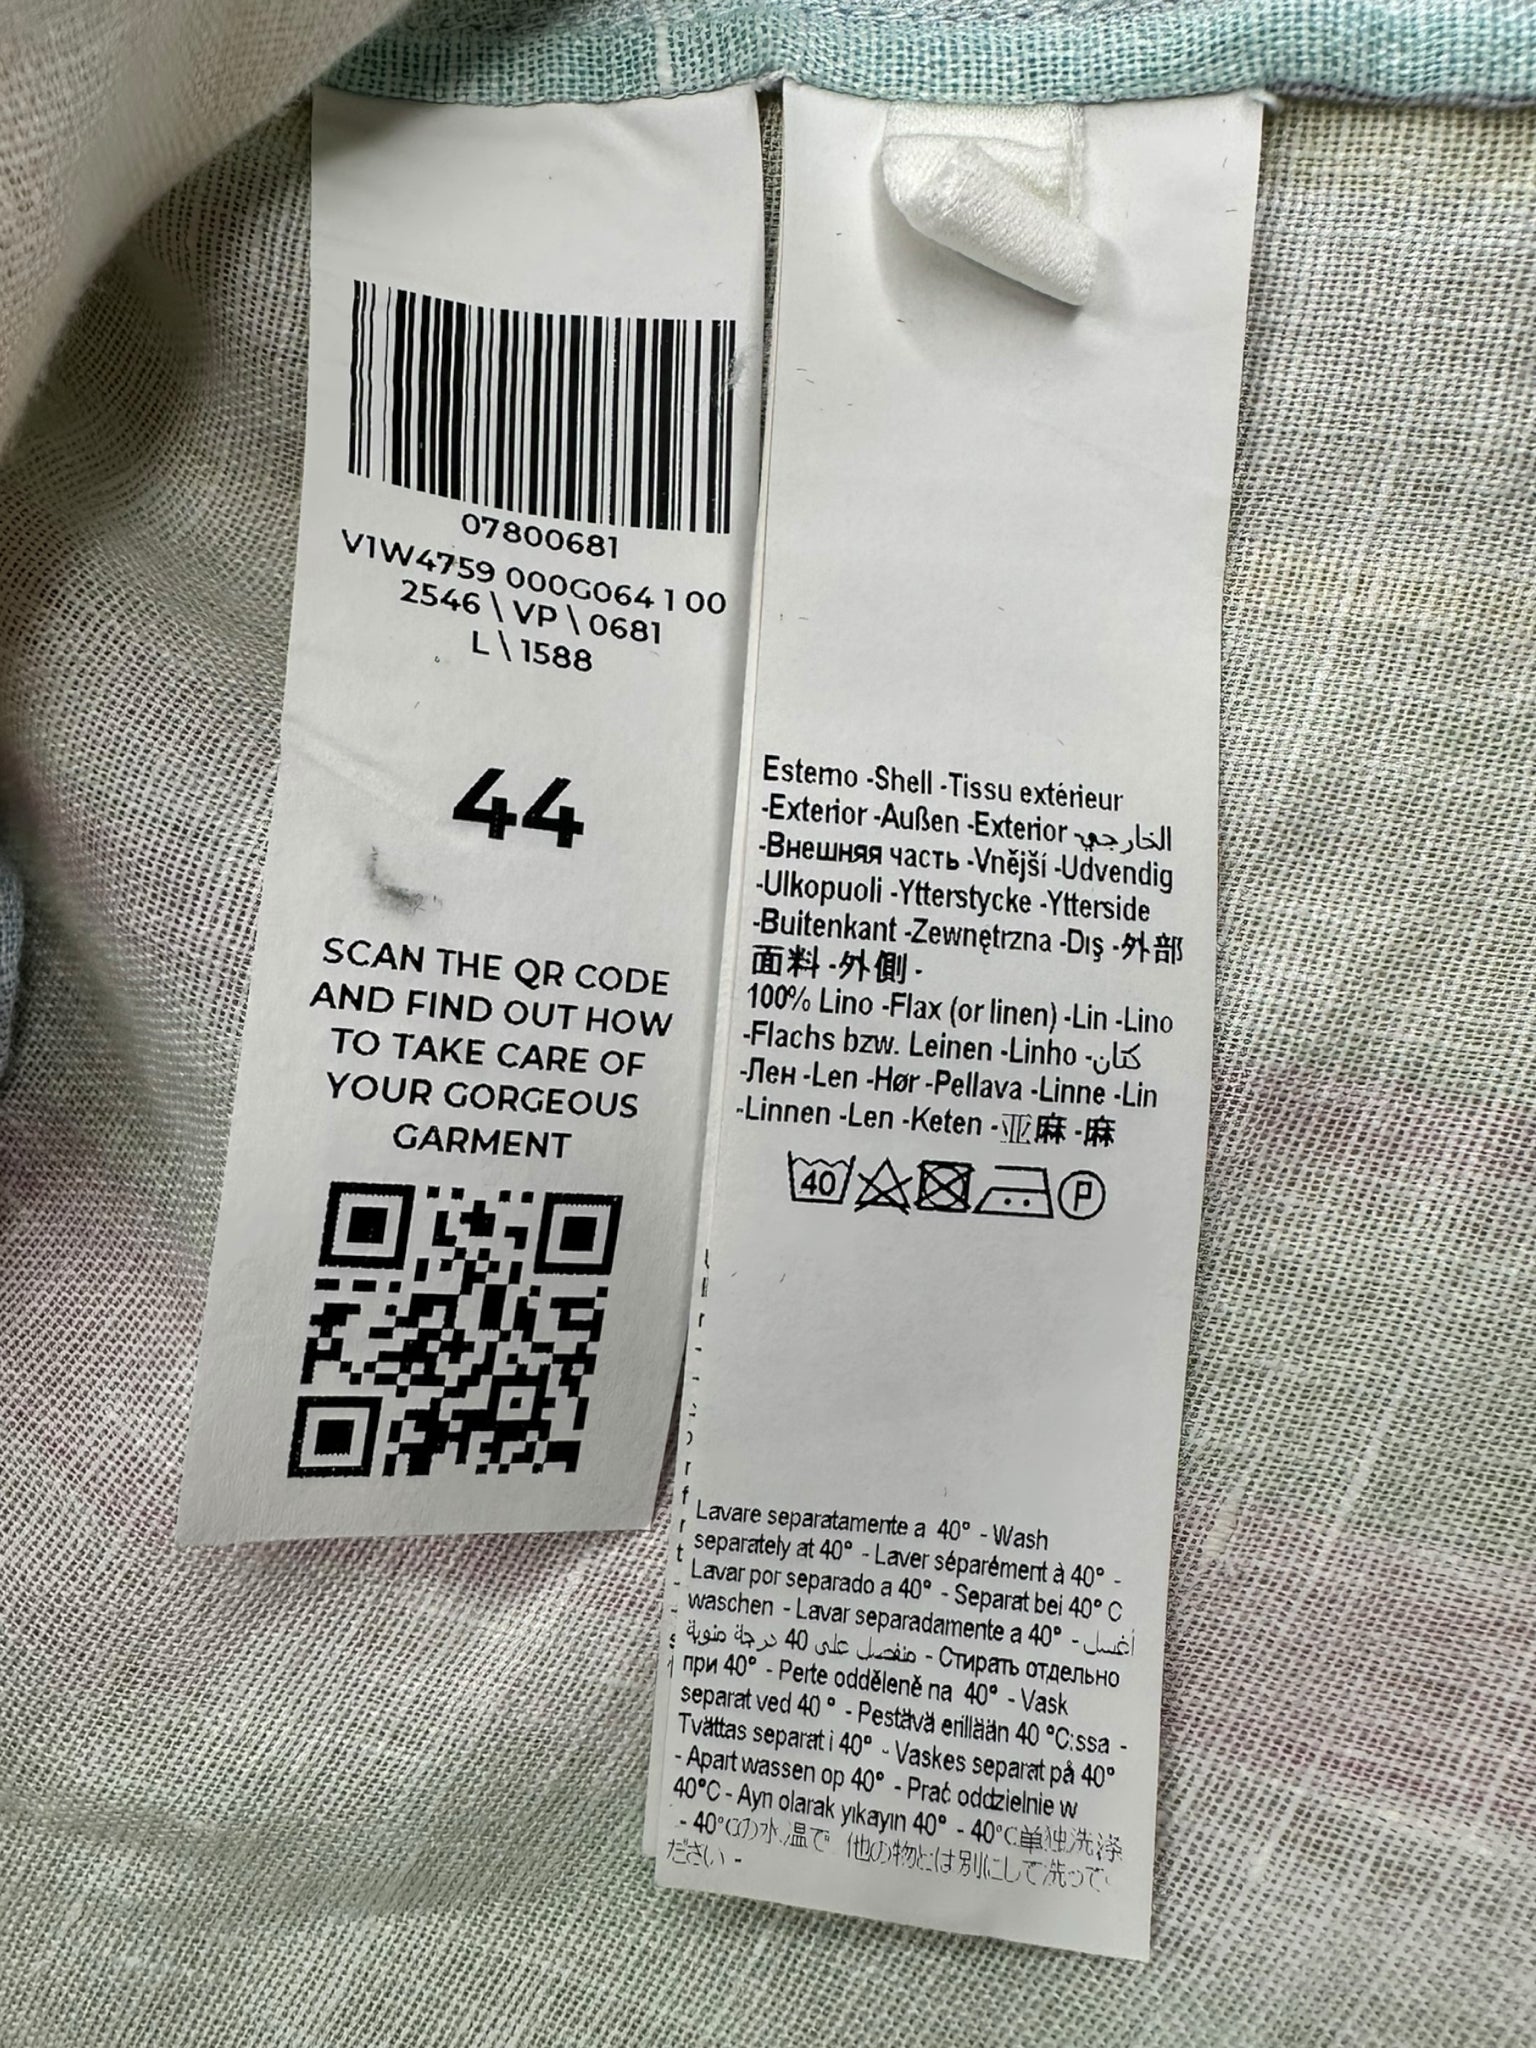 07800681
V1W4759 000G064 1 00
2546 \ VP \ 0681
L \ 1588
44
SCAN THE QR CODE
AND FIND OUT HOW
TO TAKE CARE OF
YOUR GORGEOUS
GARMENT
Esterno -Shell -Tissu extérieur
-Exterior -Außen -Exterior -الخارجي
-Внешняя часть -Vnější -Udvendig
-Ulkopuoli -Ytterstycke -Ytterside
-Buitenkant -Zewnętrzna -Dış -外部
面料 -外側 -
100% Lino -Flax (or linen) -Lin -Lino
-Flachs bzw. Leinen -Linho -كتان
-Лен -Len -Hør -Pellava -Linne -Lin
-Linnen -Len -Keten -亚麻 -麻
40
P
Lavare separatamente a 40° - Wash
separately at 40° - Laver séparément à 40° -
Lavar por separado a 40° - Separat bei 40° C
waschen - Lavar separadamente a 40° - أغسل
منفصل على 40 درجة مئوية - Стирать отдельно
при 40° - Perte odděleně na 40° - Vask
separat ved 40 ° - Pestävä erillään 40 °C:ssa -
Tvättas separat i 40° - Vaskes separat på 40°
- Apart wassen op 40° - Prać oddzielnie w
40°C - Ayn olarak yıkayın 40° - 40°C单独洗涤
- 40℃の水温で 他の物とは別にして洗ってく
ださい -